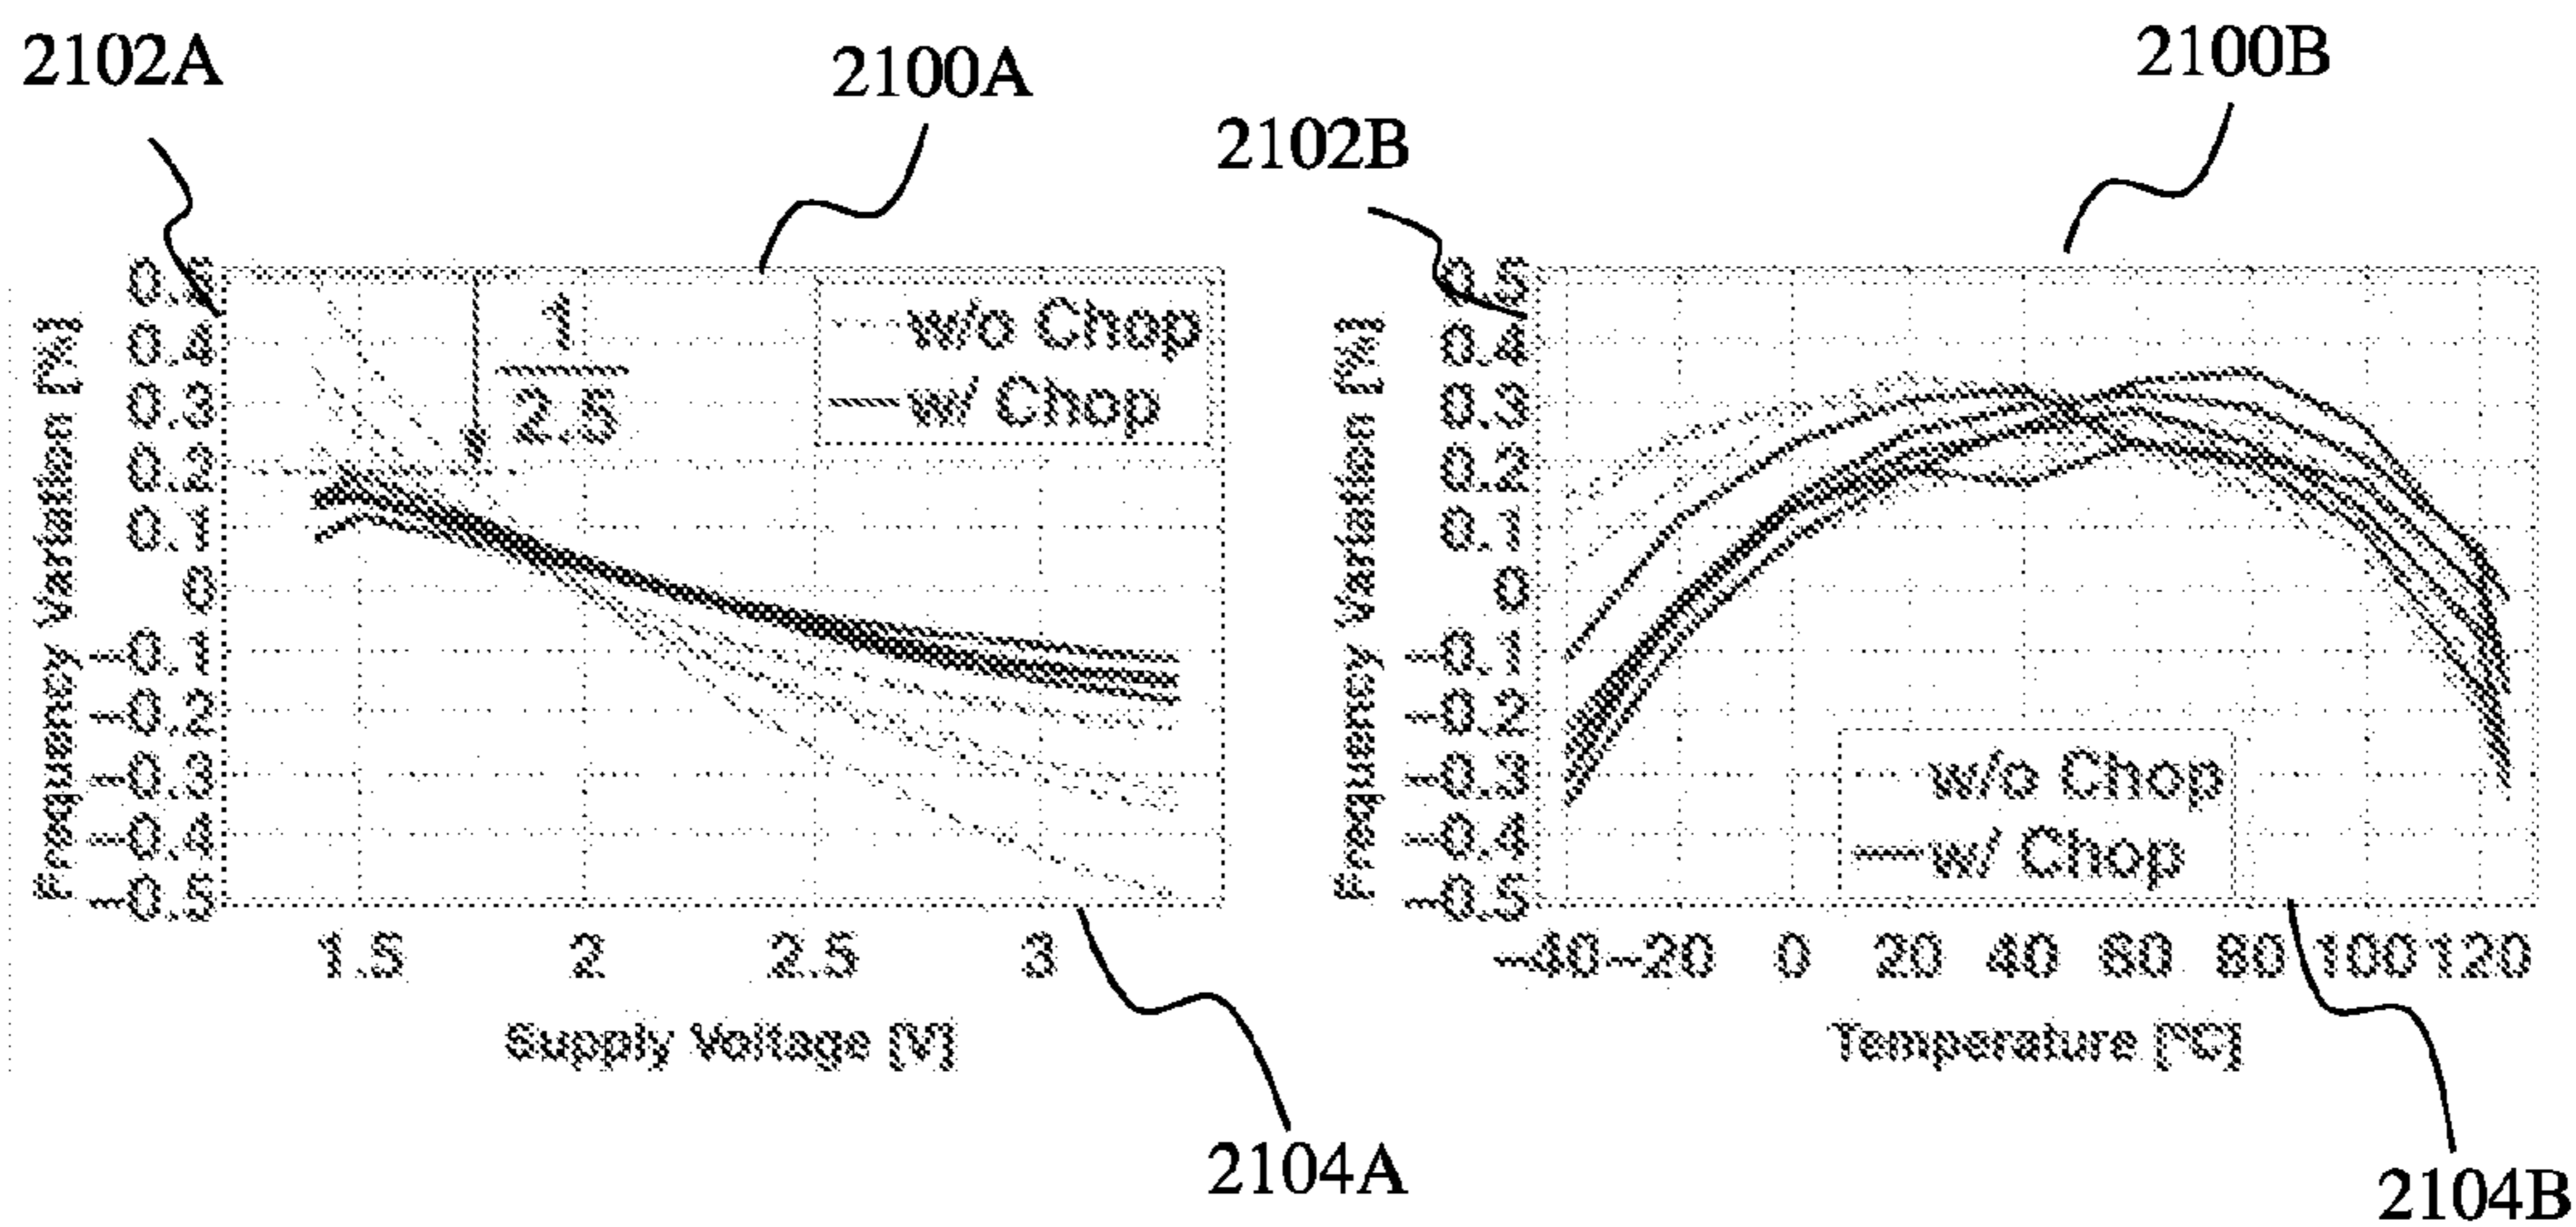 2102A
2100A
2102B
2100B
Frequency Variation [%]
0.5
0.4
0.3
0.2
0.1
0
-0.1
-0.2
-0.3
-0.4
-0.5
1
2.5
w/o Chop
w/ Chop
1.5 2 2.5 3
Supply Voltage [V]
2104A
Frequency Variation [%]
0.5
0.4
0.3
0.2
0.1
0
-0.1
-0.2
-0.3
-0.4
-0.5
w/o Chop
w/ Chop
-40 -20 0 20 40 60 80 100 120
Temperature [°C]
2104B